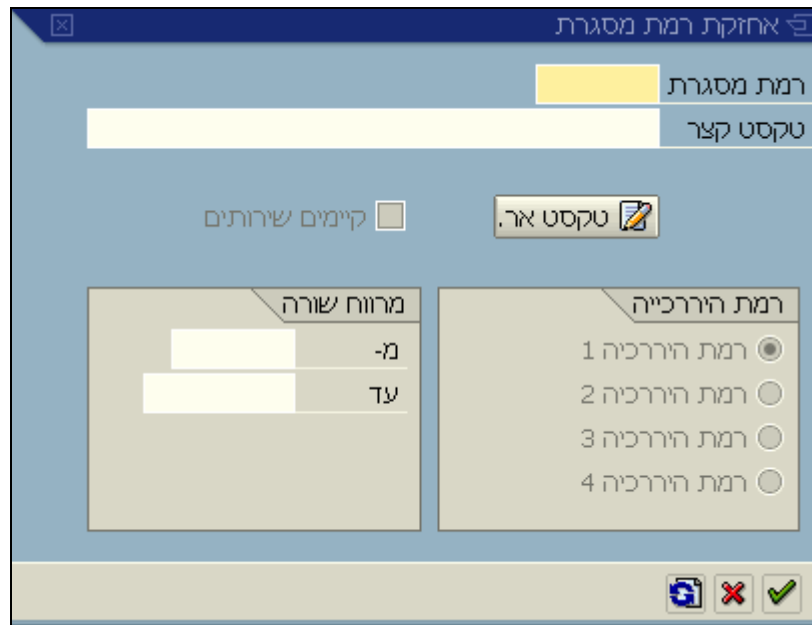 אחזקת רמת מסגרת
רמת מסגרת
טקסט קצר
טקסט אר.
קיימים שירותים
רמת היררכייה
רמת היררכיה 1
רמת היררכיה 2
רמת היררכיה 3
רמת היררכיה 4
מרווח שורה
מ-
עד